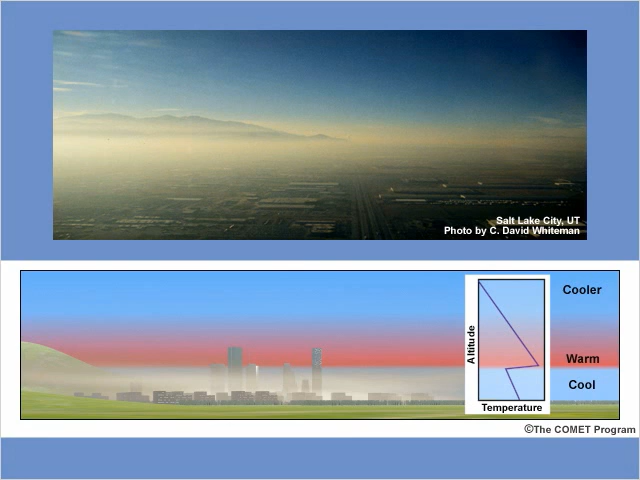 Salt Lake City, UT
Photo by C. David Whiteman
Altitude
Temperature
Cooler
Warm
Cool
©The COMET Program